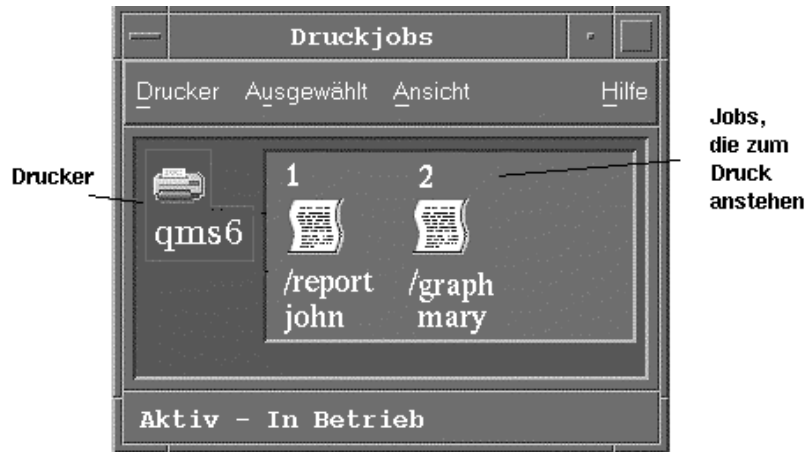 Druckjobs
Drucker Ausgewählt Ansicht Hilfe
Drucker
qms6
1 2
/report /graph
john mary
Jobs,
die zum
Druck
anstehen
Aktiv - In Betrieb